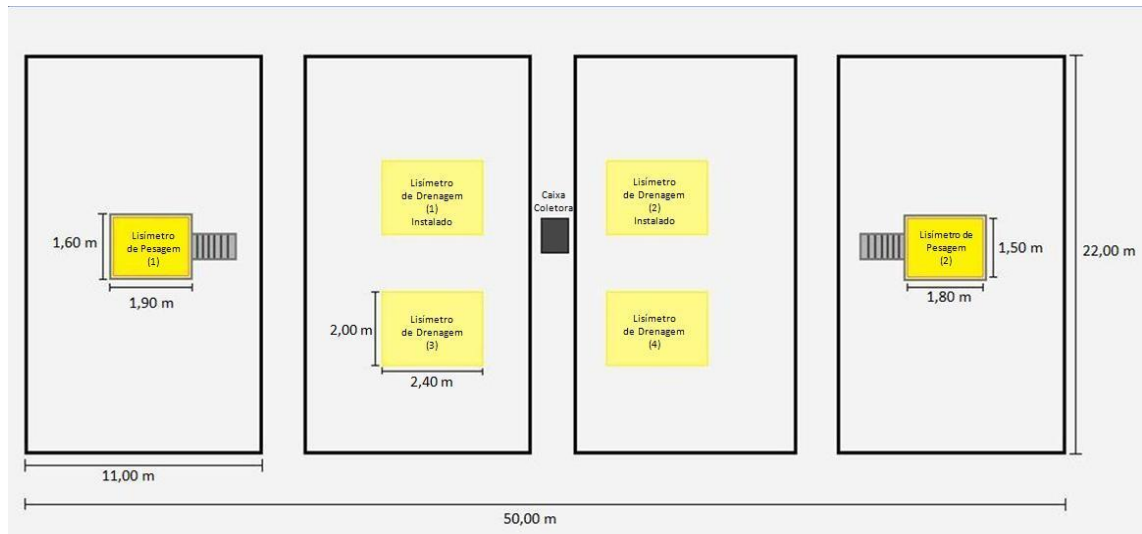 Lisímetro
de Drenagem
(1)
Instalado
Lisímetro
de Drenagem
(2)
Instalado
Caixa
Coletora
1,60 m
Lisímetro
de Pesagem
(1)
1,90 m
Lisímetro de
Pesagem
(2)
1,50 m
1,80 m
22,00 m
2,00 m
Lisímetro
de Drenagem
(3)
2,40 m
Lisímetro
de Drenagem
(4)
11,00 m
50,00 m